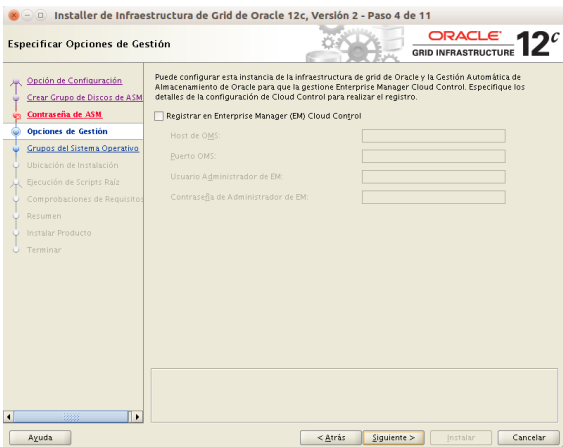 Installer de Infraestructura de Grid de Oracle 12c, Versión 2 - Paso 4 de 11
Especificar Opciones de Gestión
ORACLE
GRID INFRASTRUCTURE
12c
Opción de Configuración
Crear Grupo de Discos de ASM
Contraseña de ASM
Opciones de Gestión
Grupos del Sistema Operativo
Ubicación de Instalación
Ejecución de Scripts Raíz
Comprobaciones de Requisitos
Resumen
Instalar Producto
Terminar
Puede configurar esta instancia de la infraestructura de grid de Oracle y la Gestión Automática de
Almacenamiento de Oracle para que la gestione Enterprise Manager Cloud Control. Especifique los
detalles de la configuración de Cloud Control para realizar el registro.
Registrar en Enterprise Manager (EM) Cloud Control
Host de OMS:
Puerto OMS:
Usuario Administrador de EM:
Contraseña de Administrador de EM:
Ayuda
< Atrás
Siguiente >
Instalar
Cancelar